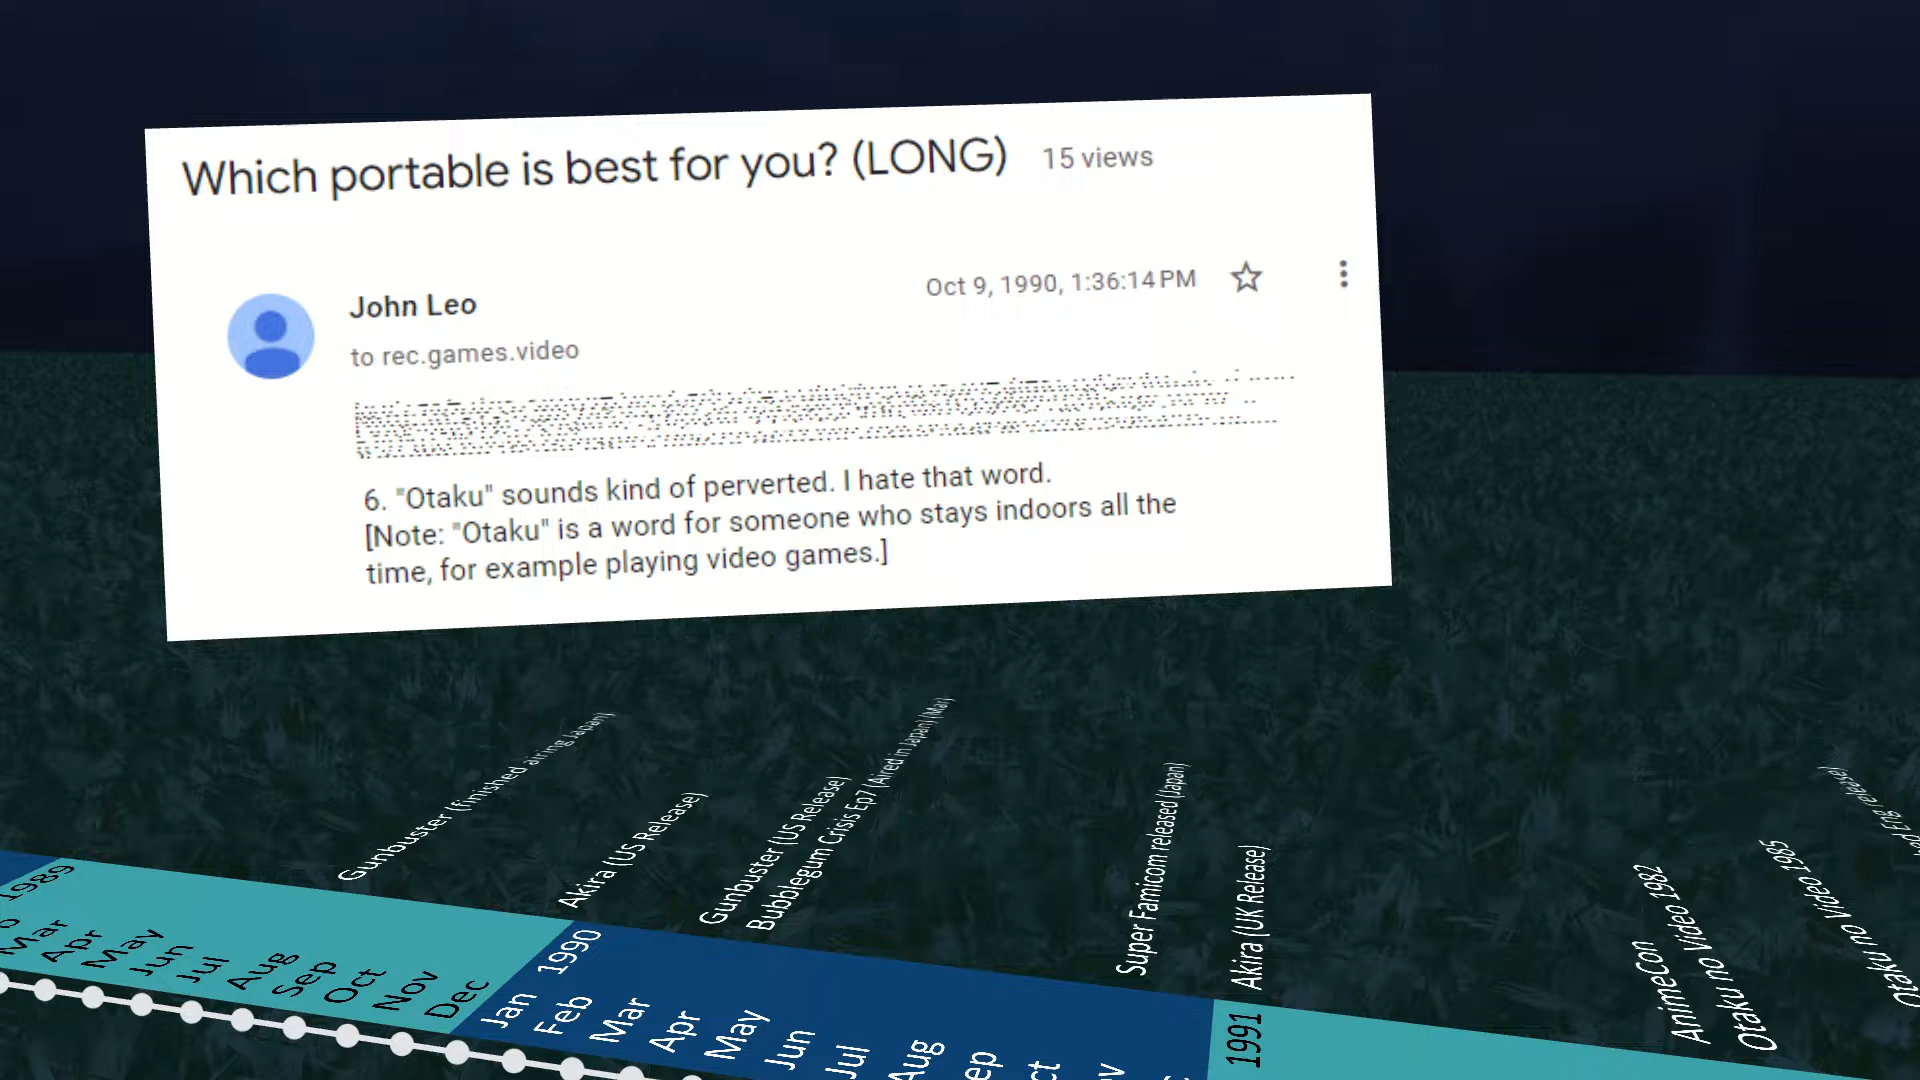 Which portable is best for you? (LONG) 15 views
John Leo
Oct 9, 1990, 1:36:14 PM
to rec.games.video
6. "Otaku" sounds kind of perverted. I hate that word.
[Note: "Otaku" is a word for someone who stays indoors all the
time, for example playing video games.]
Gunbuster (finished airing Japan)
Akira (US Release)
Gunbuster (US Release)
Bubblegum Crisis Ep7 (Aired in Japan) (Mar)
Super Famicom released (Japan)
Akira (UK Release)
AnimeCon
Otaku no Video 1982
Otaku no Video 1985
1989
Mar
Apr
May
Jun
Jul
Aug
Sep
Oct
Nov
Dec
1990
Jan
Feb
Mar
Apr
May
Jun
Jul
Aug
1991